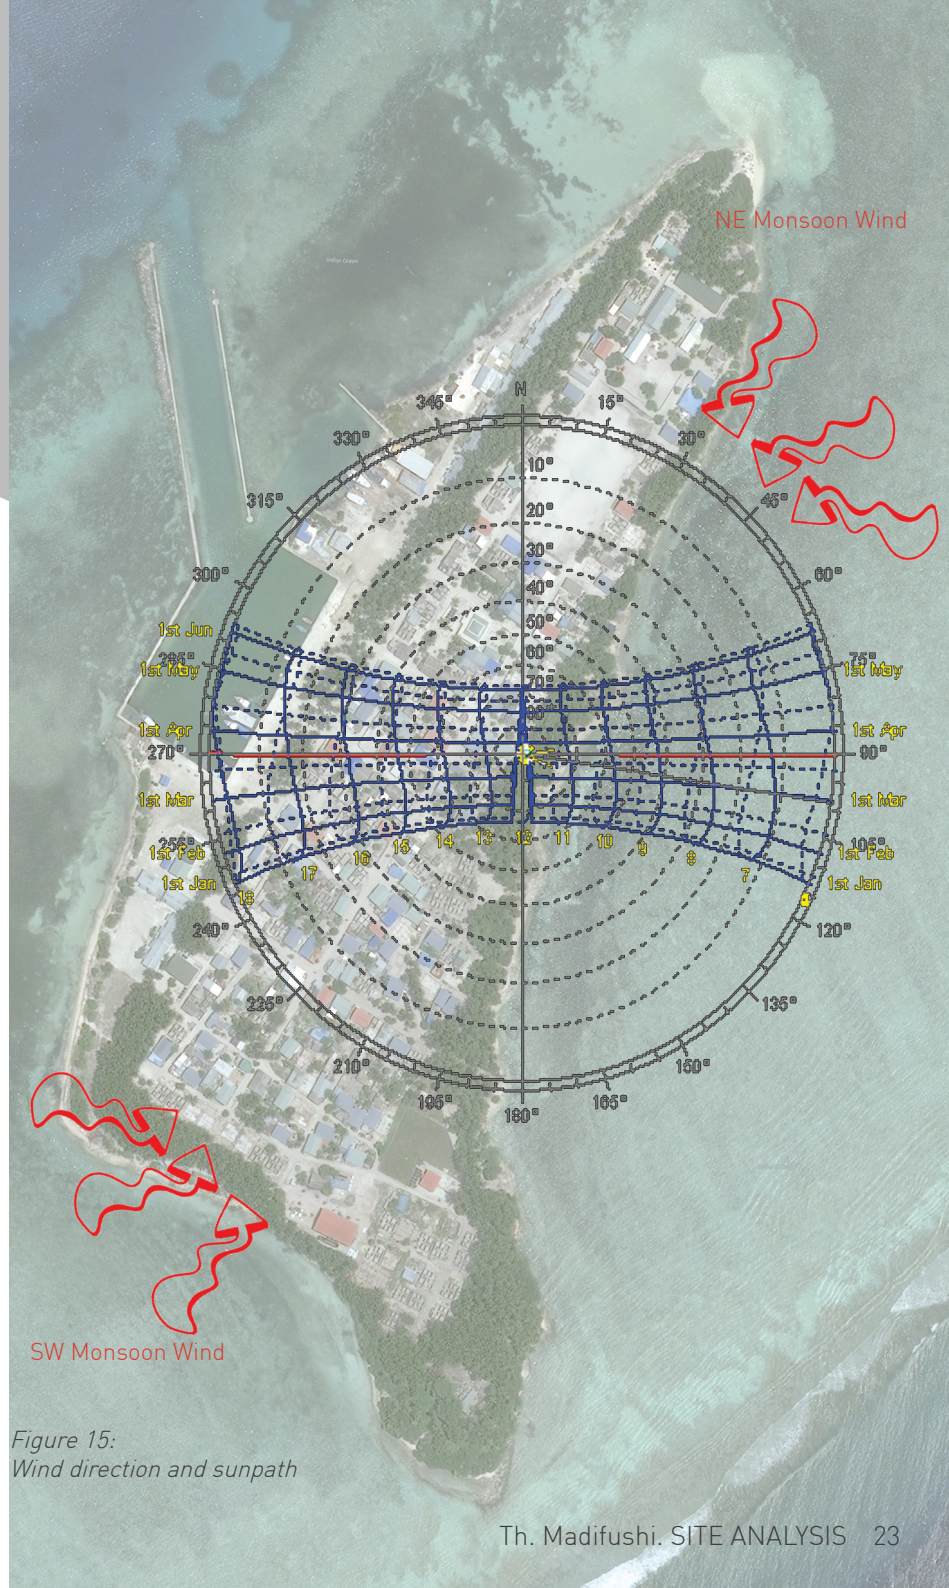 NE Monsoon Wind
Indian Ocean
N
345°
15°
330°
30°
10°
315°
45°
20°
30°
300°
60°
40°
50°
1st Jun
60°
285°
75°
1st May
1st May
70°
80°
1st Apr
1st Apr
270°
90°
1st Mar
1st Mar
255°
105°
1st Feb
1st Feb
18 17 16 15 14 13 12 11 10 9 8 7
1st Jan
1st Jan
240°
120°
225°
135°
210°
150°
195°
165°
180°
SW Monsoon Wind
Figure 15:
Wind direction and sunpath
Th. Madifushi. SITE ANALYSIS 23